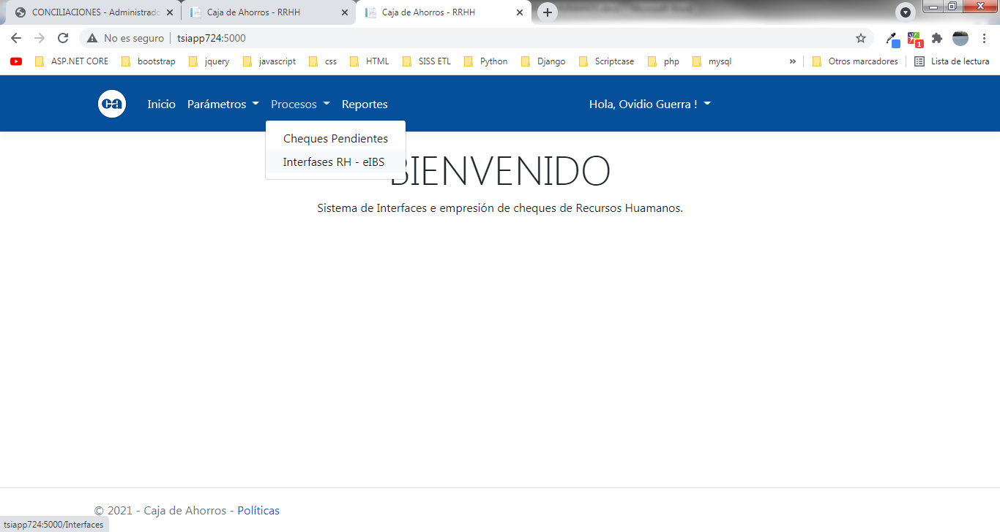 CONCILIACIONES - Administrado
Caja de Ahorros - RRHH
Caja de Ahorros - RRHH
No es seguro | tsiapp724:5000
1
ASP.NET CORE bootstrap jquery javascript css HTML SISS ETL Python Django Scriptcase php mysql » Otros marcadores Lista de lectura
ca Inicio Parámetros Procesos Reportes Hola, Ovidio Guerra !
Cheques Pendientes
Interfases RH - eIBS
BIENVENIDO
Sistema de Interfaces e empresión de cheques de Recursos Huamanos.
© 2021 - Caja de Ahorros - Políticas
tsiapp724:5000/Interfaces